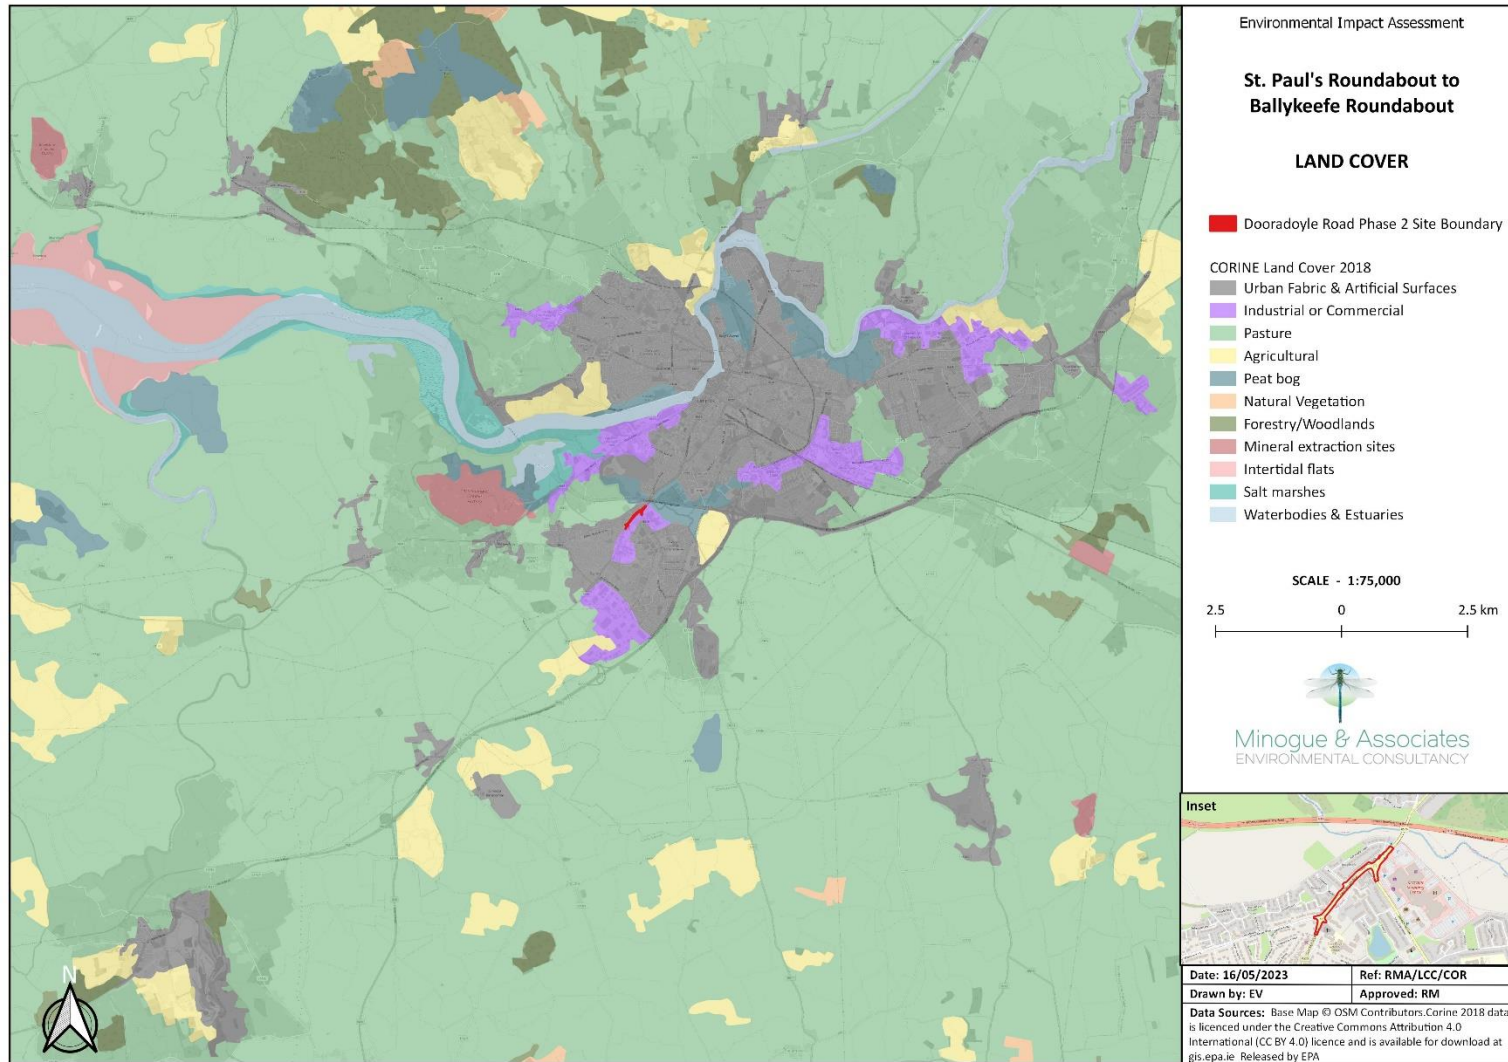 Environmental Impact Assessment
St. Paul's Roundabout to
Ballykeefe Roundabout
LAND COVER
Dooradoyle Road Phase 2 Site Boundary
CORINE Land Cover 2018
Urban Fabric & Artificial Surfaces
Industrial or Commercial
Pasture
Agricultural
Peat bog
Natural Vegetation
Forestry/Woodlands
Mineral extraction sites
Intertidal flats
Salt marshes
Waterbodies & Estuaries
SCALE - 1:75,000
2.5 0 2.5 km
Minogue & Associates
ENVIRONMENTAL CONSULTANCY
Inset
Date: 16/05/2023 Ref: RMA/LCC/COR
Drawn by: EV Approved: RM
Data Sources: Base Map © OSM Contributors.Corine 2018 data
is licenced under the Creative Commons Attribution 4.0
International (CC BY 4.0) licence and is available for download at
gis.epa.ie Released by EPA
N